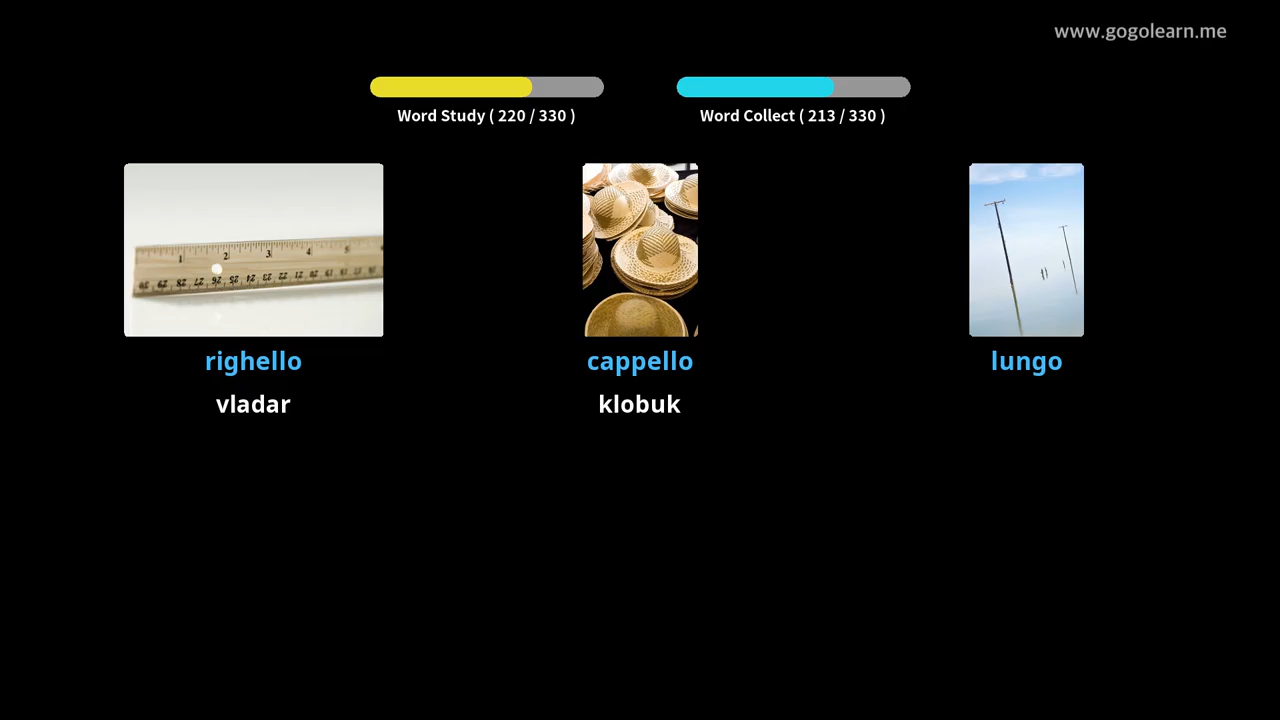 www.gogolearn.me
Word Study ( 220 / 330 )
Word Collect ( 213 / 330 )
righello
cappello
lungo
vladar
klobuk